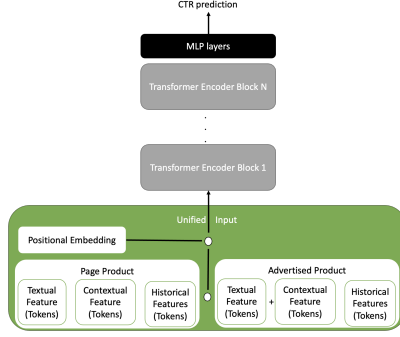 CTR prediction
MLP layers
Transformer Encoder Block N
Transformer Encoder Block 1
Unified Input
Positional Embedding
Page Product
Textual
Feature
(Tokens)
Contextual
Feature
(Tokens)
Historical
Features
(Tokens)
Advertised Product
Textual
Feature
(Tokens)
+
Contextual
Feature
(Tokens)
Historical
Features
(Tokens)